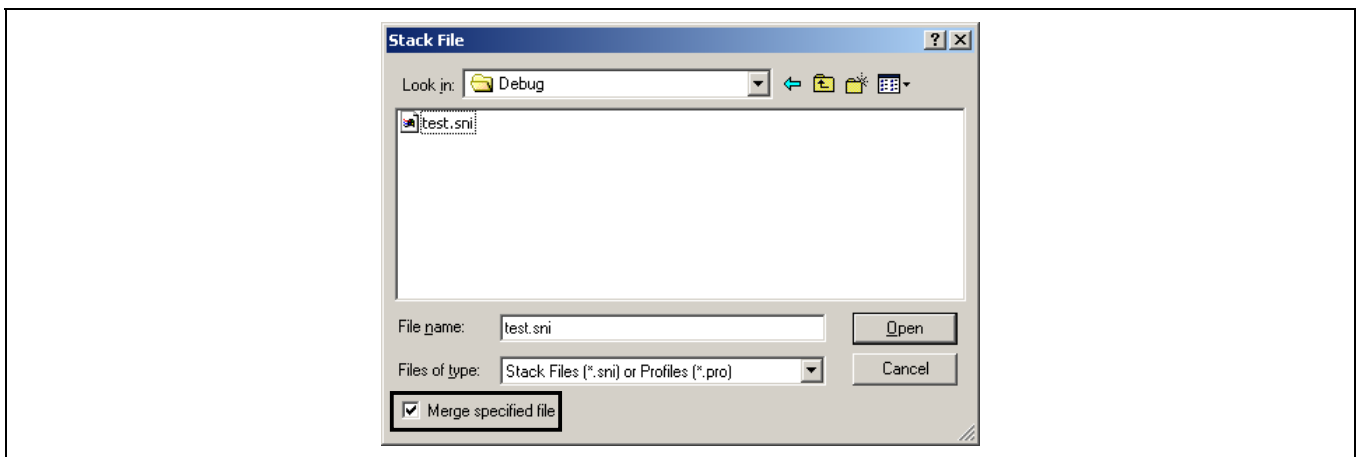 Stack File
Look in: Debug
test.sni
File name: test.sni Open
Files of type: Stack Files (*.sni) or Profiles (*.pro) Cancel
Merge specified file